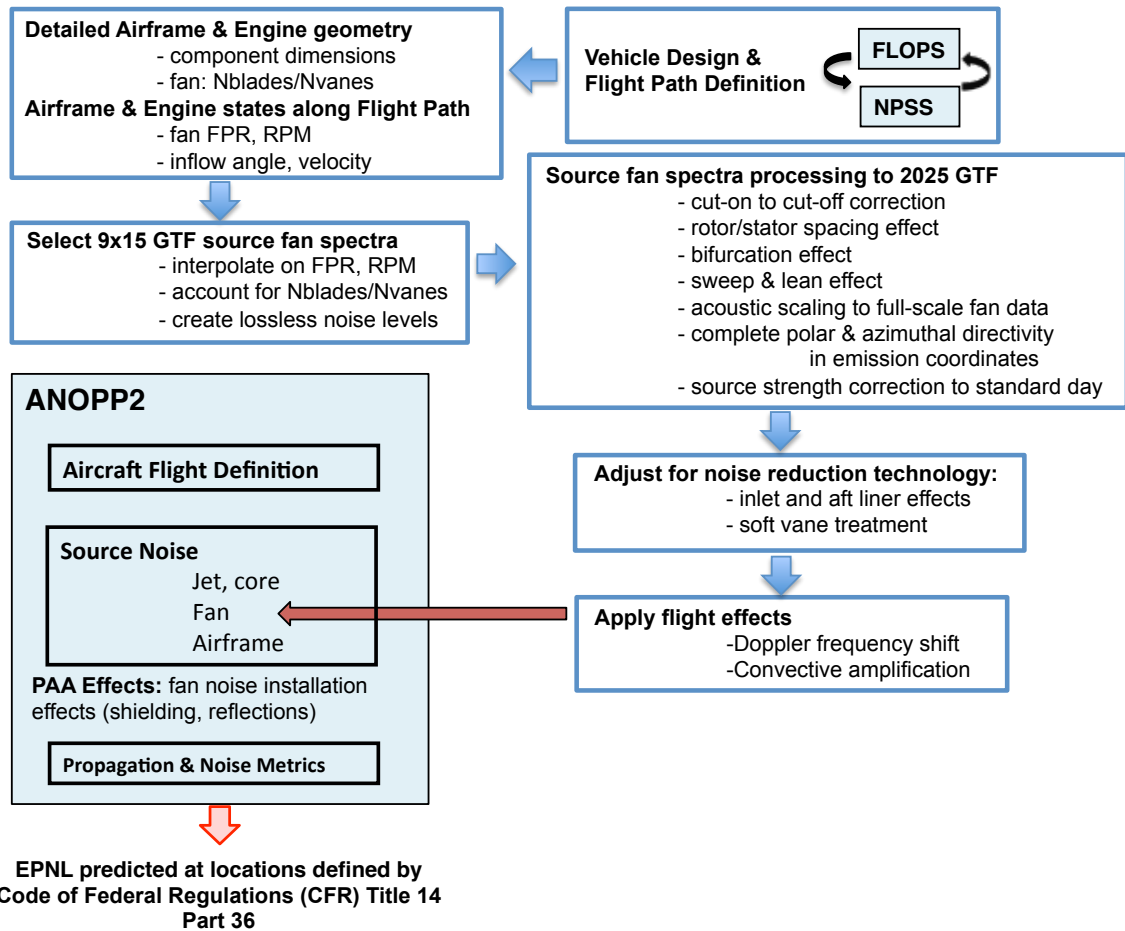 Vehicle Design &
Flight Path Definition
FLOPS
NPSS
Detailed Airframe & Engine geometry
- component dimensions
- fan: Nblades/Nvanes
Airframe & Engine states along Flight Path
- fan FPR, RPM
- inflow angle, velocity
Select 9x15 GTF source fan spectra
- interpolate on FPR, RPM
- account for Nblades/Nvanes
- create lossless noise levels
Source fan spectra processing to 2025 GTF
- cut-on to cut-off correction
- rotor/stator spacing effect
- bifurcation effect
- sweep & lean effect
- acoustic scaling to full-scale fan data
- complete polar & azimuthal directivity
in emission coordinates
- source strength correction to standard day
Adjust for noise reduction technology:
- inlet and aft liner effects
- soft vane treatment
Apply flight effects
-Doppler frequency shift
-Convective amplification
ANOPP2
Aircraft Flight Definition
Source Noise
Jet, core
Fan
Airframe
PAA Effects: fan noise installation
effects (shielding, reflections)
Propagation & Noise Metrics
EPNL predicted at locations defined by
Code of Federal Regulations (CFR) Title 14
Part 36